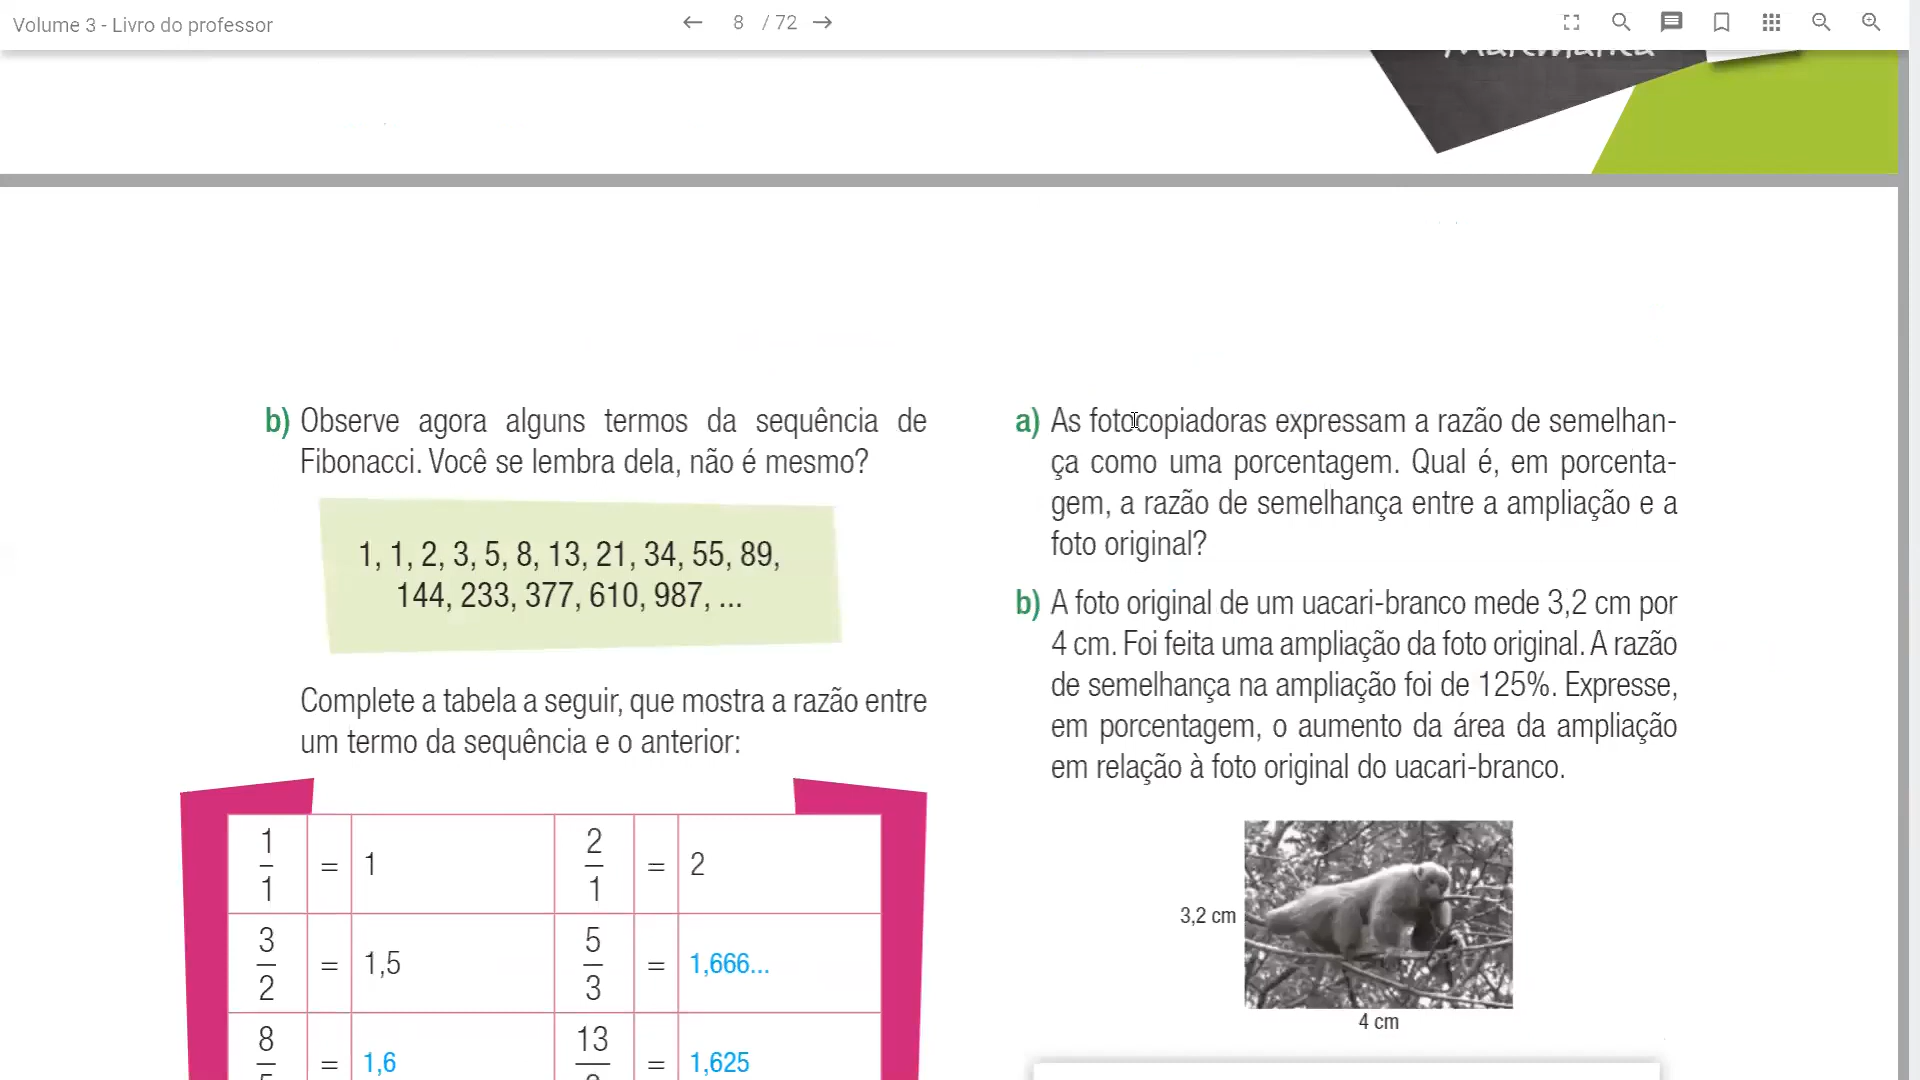 Volume 3 - Livro do professor
8 / 72
Matemática
b) Observe agora alguns termos da sequência de
Fibonacci. Você se lembra dela, não é mesmo?
1, 1, 2, 3, 5, 8, 13, 21, 34, 55, 89,
144, 233, 377, 610, 987, ...
Complete a tabela a seguir, que mostra a razão entre
um termo da sequência e o anterior:
1/1 = 1 2/1 = 2
3/2 = 1,5 5/3 = 1,666...
8/ = 1,6 13/ = 1,625
a) As fotocopiadoras expressam a razão de semelhan-
ça como uma porcentagem. Qual é, em porcenta-
gem, a razão de semelhança entre a ampliação e a
foto original?
b) A foto original de um uacari-branco mede 3,2 cm por
4 cm. Foi feita uma ampliação da foto original. A razão
de semelhança na ampliação foi de 125%. Expresse,
em porcentagem, o aumento da área da ampliação
em relação à foto original do uacari-branco.
3,2 cm
4 cm